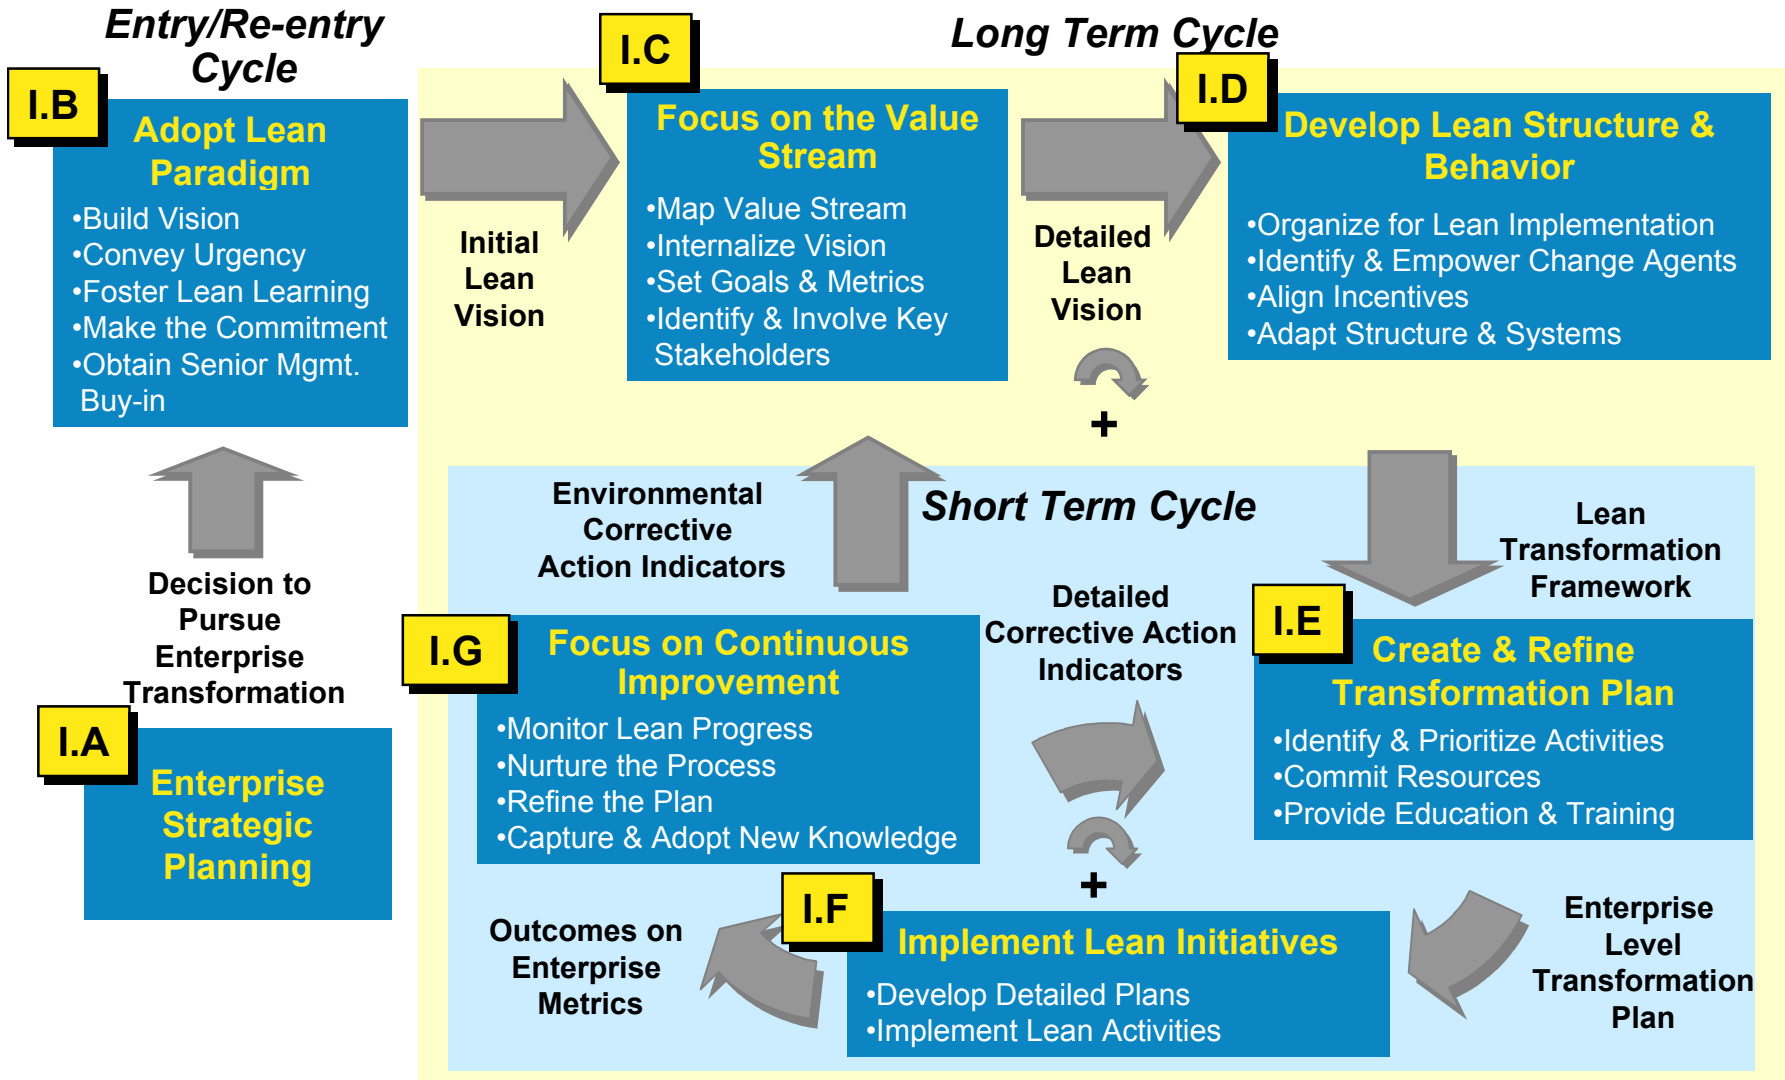 Entry/Re-entry
Cycle
Long Term Cycle
I.B
Adopt Lean
Paradigm
•Build Vision
•Convey Urgency
•Foster Lean Learning
•Make the Commitment
•Obtain Senior Mgmt.
Buy-in
Initial
Lean
Vision
I.C
Focus on the Value
Stream
•Map Value Stream
•Internalize Vision
•Set Goals & Metrics
•Identify & Involve Key
Stakeholders
Detailed
Lean
Vision
+
I.D
Develop Lean Structure &
Behavior
•Organize for Lean Implementation
•Identify & Empower Change Agents
•Align Incentives
•Adapt Structure & Systems
Decision to
Pursue
Enterprise
Transformation
I.A
Enterprise
Strategic
Planning
Environmental
Corrective
Action Indicators
Short Term Cycle
Lean
Transformation
Framework
I.G
Focus on Continuous
Improvement
•Monitor Lean Progress
•Nurture the Process
•Refine the Plan
•Capture & Adopt New Knowledge
Detailed
Corrective Action
Indicators
+
I.E
Create & Refine
Transformation Plan
•Identify & Prioritize Activities
•Commit Resources
•Provide Education & Training
Outcomes on
Enterprise
Metrics
I.F
Implement Lean Initiatives
•Develop Detailed Plans
•Implement Lean Activities
Enterprise
Level
Transformation
Plan